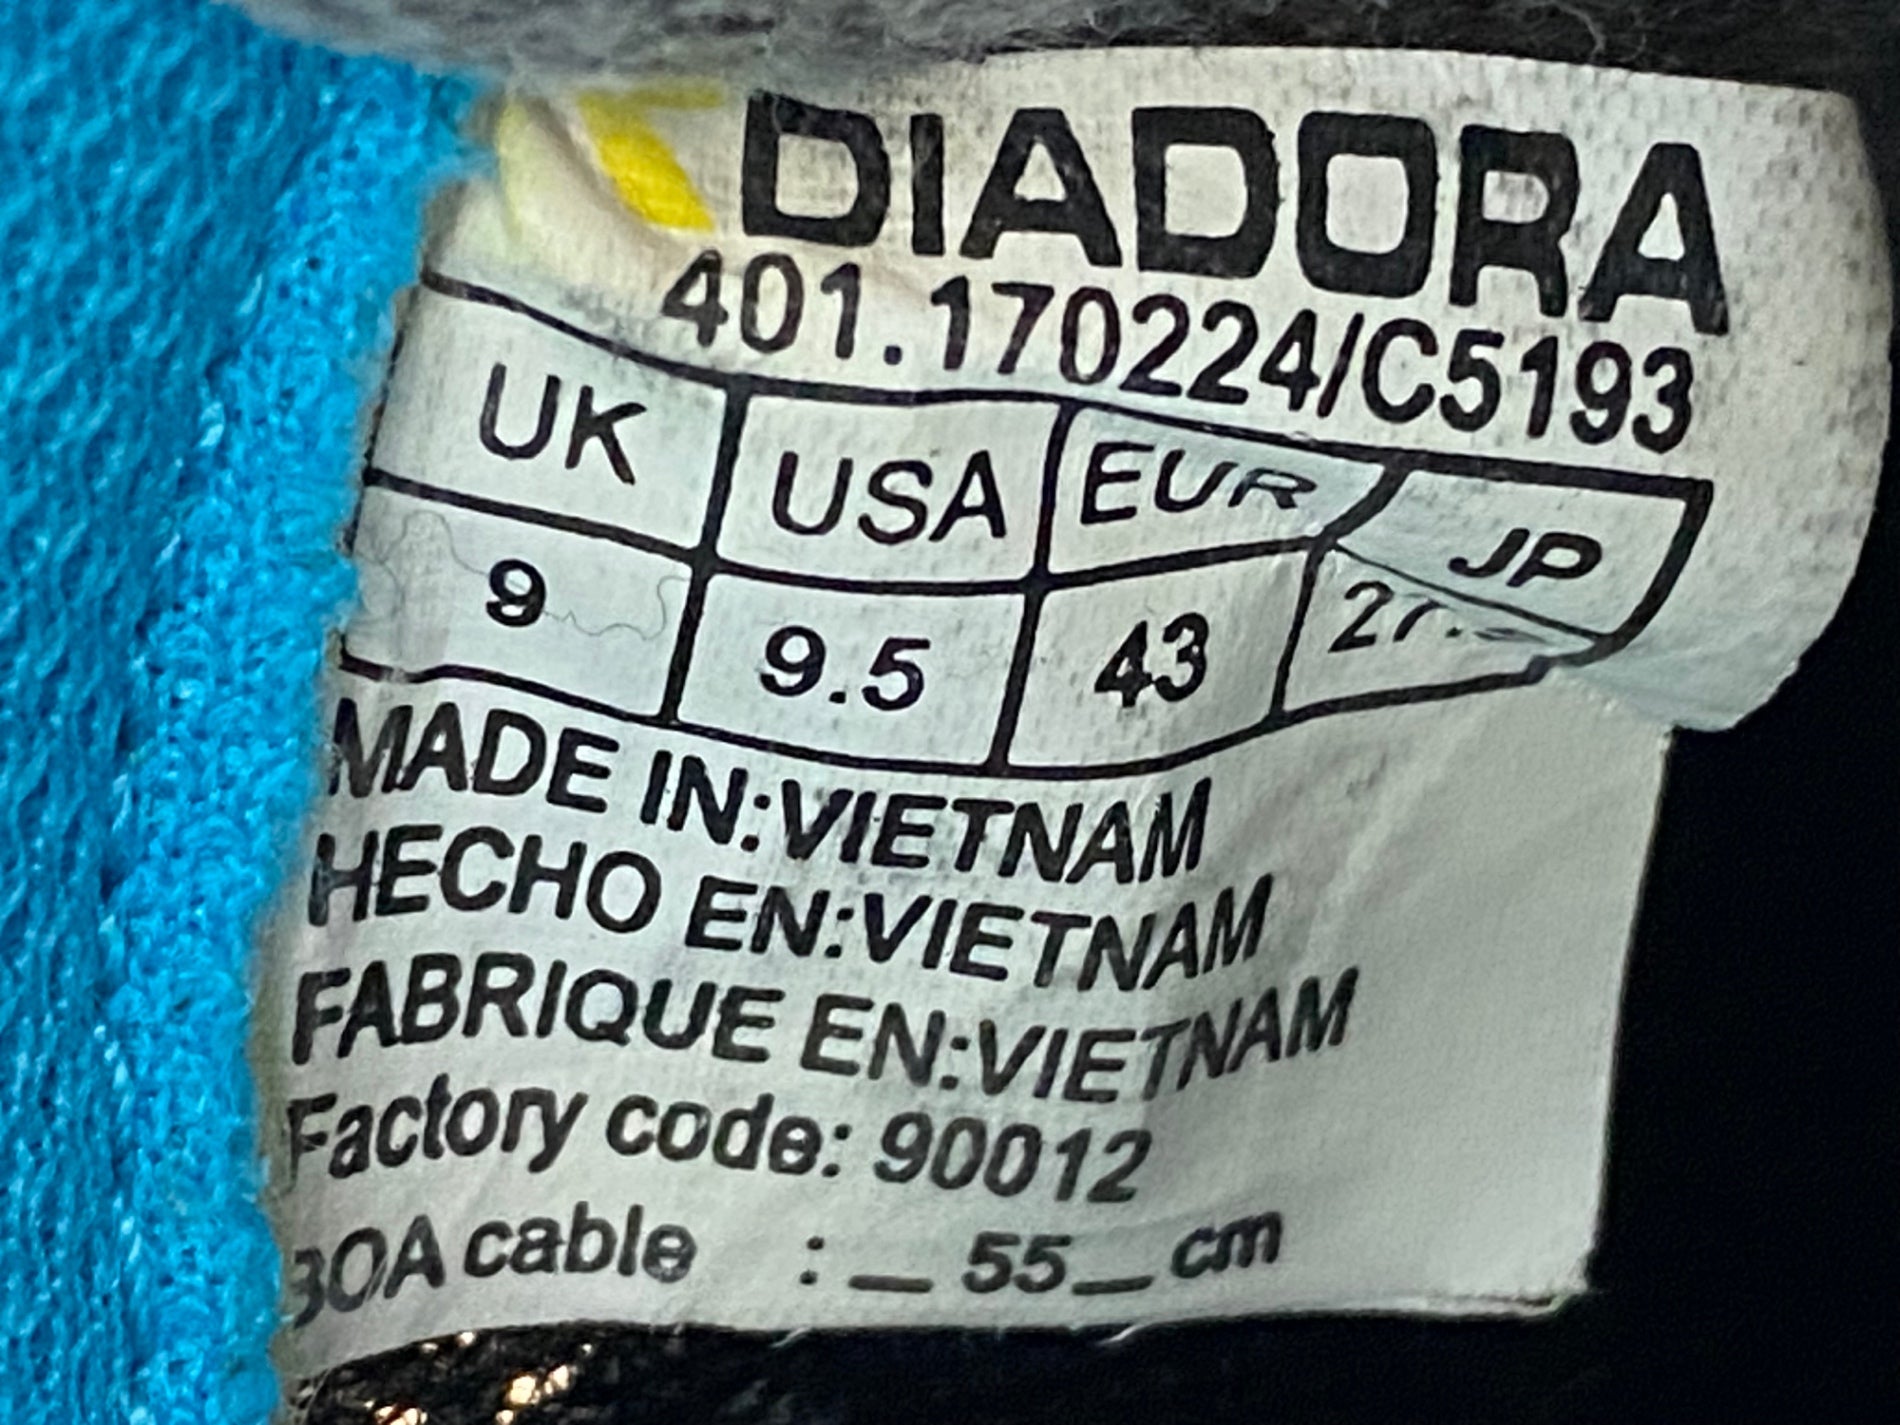 DIADORA
401.170224/C5193
UK USA EUR JP
9 9.5 43
MADE IN:VIETNAM
HECHO EN:VIETNAM
FABRIQUE EN:VIETNAM
Factory code: 90012
BOA cable : _ 55_ cm